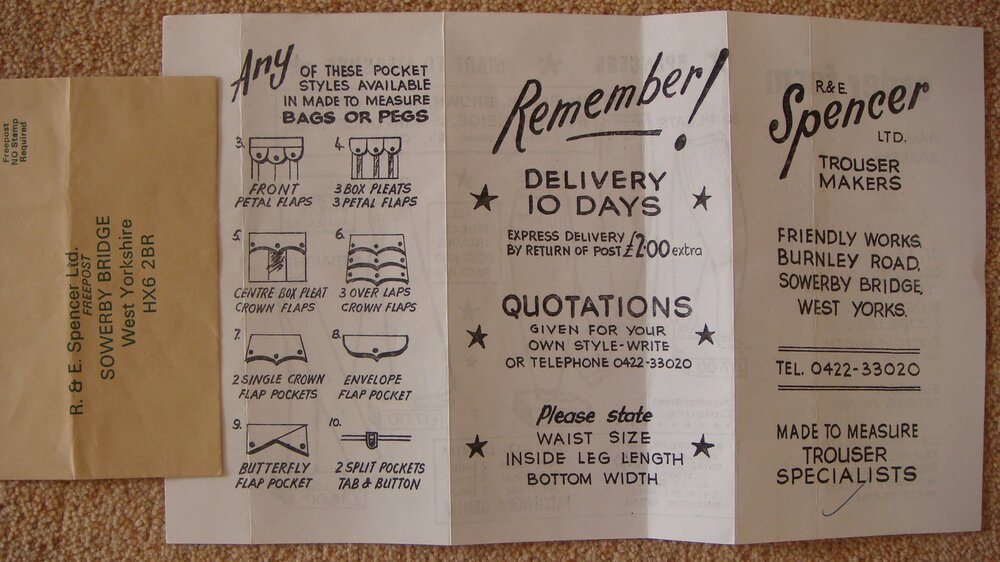 Freepost
NO Stamp
Required
R. & E. Spencer Ltd.
FREEPOST
SOWERBY BRIDGE
West Yorkshire
HX6 2BR
Any OF THESE POCKET
STYLES AVAILABLE
IN MADE TO MEASURE
BAGS OR PEGS
3.
FRONT
PETAL FLAPS
4.
3 BOX PLEATS
3 PETAL FLAPS
5.
CENTRE BOX PLEAT
CROWN FLAPS
6.
3 OVER LAPS
CROWN FLAPS
7.
2 SINGLE CROWN
FLAP POCKETS
8.
ENVELOPE
FLAP POCKET
9.
BUTTERFLY
FLAP POCKET
10.
2 SPLIT POCKETS
TAB & BUTTON
Remember!
DELIVERY
10 DAYS
EXPRESS DELIVERY
BY RETURN OF POST £2.00 extra
QUOTATIONS
GIVEN FOR YOUR
OWN STYLE-WRITE
OR TELEPHONE 0422-33020
Please state
WAIST SIZE
INSIDE LEG LENGTH
BOTTOM WIDTH
R & E.
Spencer
LTD.
TROUSER
MAKERS
FRIENDLY WORKS,
BURNLEY ROAD,
SOWERBY BRIDGE,
WEST YORKS.
TEL. 0422-33020
MADE TO MEASURE
TROUSER
SPECIALISTS